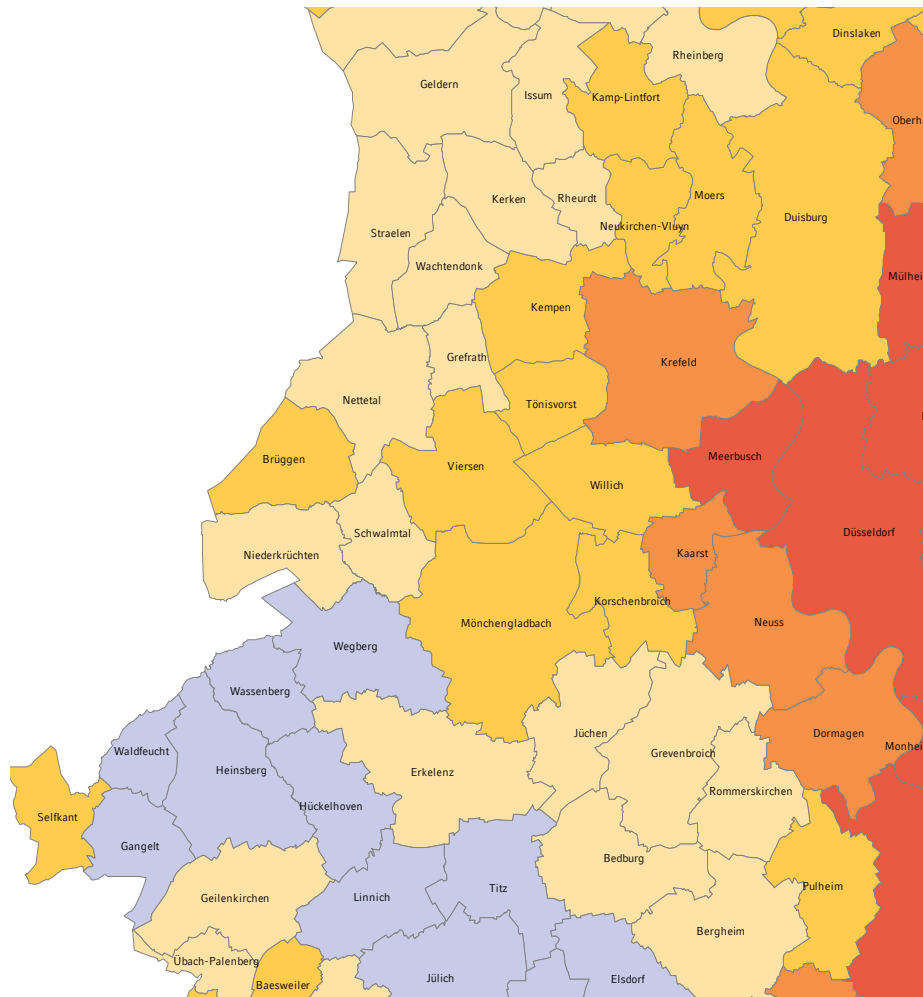 Dinslaken
Rheinberg
Geldern
Issum
Kamp-Lintfort
Oberh
Moers
Kerken
Rheurdt
Duisburg
Neukirchen-Vluyn
Straelen
Wachtendonk
Mülhei
Kempen
Grefrath
Krefeld
Nettetal
Tönisvorst
Brüggen
Viersen
Meerbusch
Willich
Schwalmtal
Düsseldorf
Niederkrüchten
Kaarst
Korschenbroich
Mönchengladbach
Neuss
Wegberg
Wassenberg
Jüchen
Dormagen
Waldfeucht
Grevenbroich
Monhei
Heinsberg
Erkelenz
Rommerskirchen
Hückelhoven
Selfkant
Gangelt
Bedburg
Pulheim
Titz
Geilenkirchen
Linnich
Bergheim
Übach-Palenberg
Jülich
Elsdorf
Baesweiler